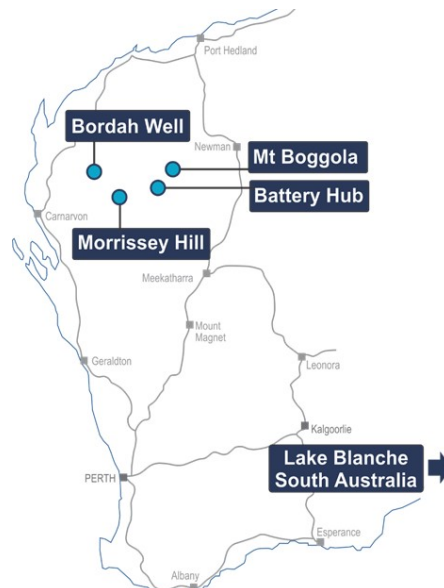 Port Hedland
Bordah Well
Newman
Mt Boggola
Battery Hub
Carnarvon
Morrissey Hill
Meekatharra
Mount
Magnet
Geraldton
Leonora
Kalgoorlie
Lake Blanche
South Australia
PERTH
Esperance
Albany